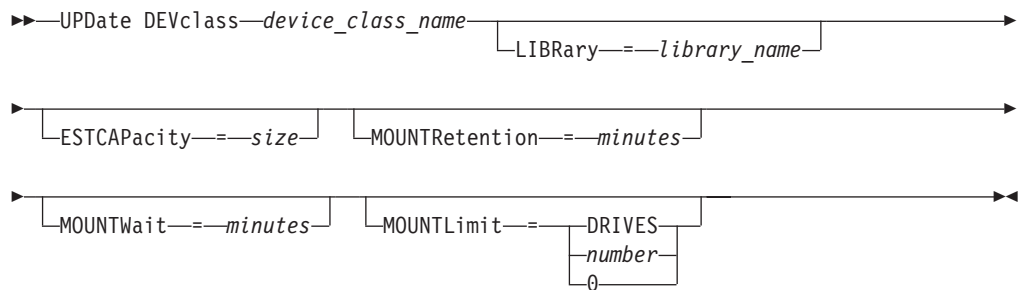 UPDate DEVclass device_class_name
LIBRary = library_name
ESTCAPacity = size MOUNTRetention = minutes
MOUNTWait = minutes MOUNTLimit = DRIVES
number
0